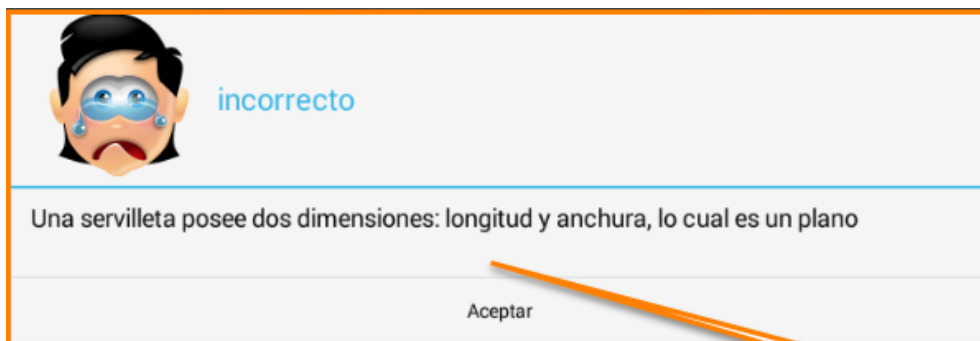 incorrecto
Una servilleta posee dos dimensiones: longitud y anchura, lo cual es un plano
Aceptar